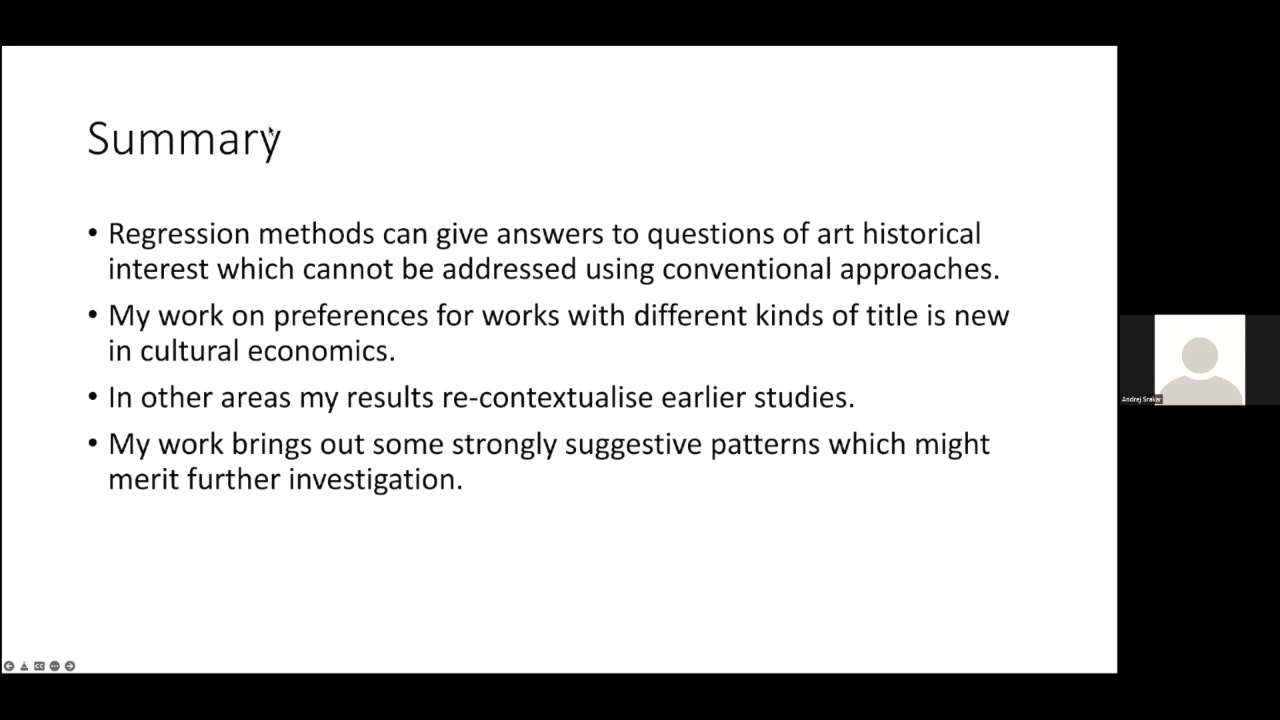 Summary
• Regression methods can give answers to questions of art historical
interest which cannot be addressed using conventional approaches.
• My work on preferences for works with different kinds of title is new
in cultural economics.
• In other areas my results re-contextualise earlier studies.
• My work brings out some strongly suggestive patterns which might
merit further investigation.
Andrej Srakar